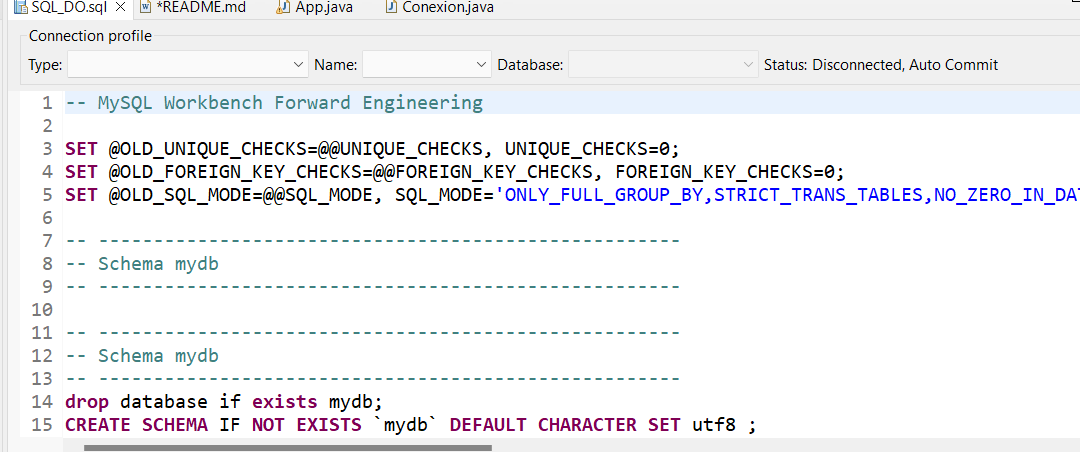 SQL_DO.sql *README.md App.java Conexion.java
Connection profile
Type: Name: Database: Status: Disconnected, Auto Commit
1 -- MySQL Workbench Forward Engineering
2
3 SET @OLD_UNIQUE_CHECKS=@@UNIQUE_CHECKS, UNIQUE_CHECKS=0;
4 SET @OLD_FOREIGN_KEY_CHECKS=@@FOREIGN_KEY_CHECKS, FOREIGN_KEY_CHECKS=0;
5 SET @OLD_SQL_MODE=@@SQL_MODE, SQL_MODE='ONLY_FULL_GROUP_BY,STRICT_TRANS_TABLES,NO_ZERO_IN_DAT
6
7 -- -----------------------------------------------------
8 -- Schema mydb
9 -- -----------------------------------------------------
10
11 -- -----------------------------------------------------
12 -- Schema mydb
13 -- -----------------------------------------------------
14 drop database if exists mydb;
15 CREATE SCHEMA IF NOT EXISTS `mydb` DEFAULT CHARACTER SET utf8 ;